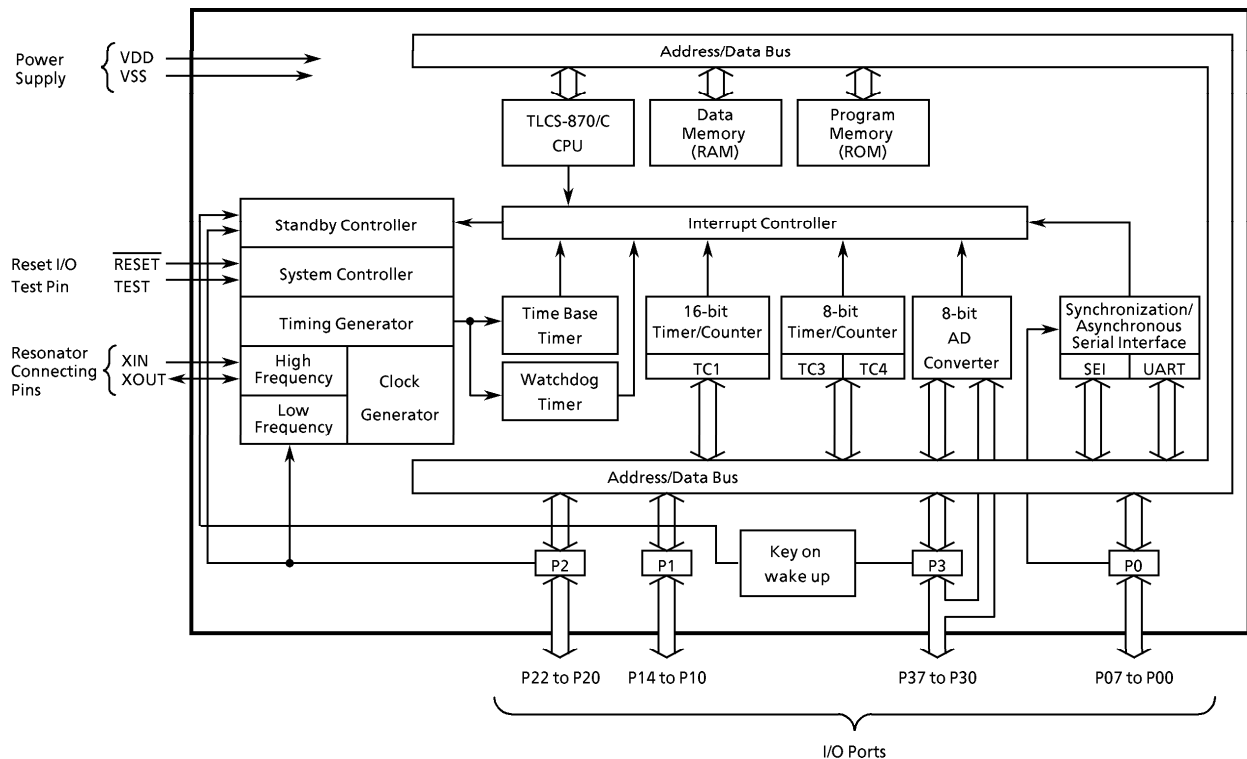 Address/Data Bus
Power
Supply
VDD
VSS
TLCS-870/C
CPU
Data
Memory
(RAM)
Program
Memory
(ROM)
Standby Controller
Interrupt Controller
Reset I/O
RESET
Test Pin
TEST
System Controller
Timing Generator
Time Base
Timer
16-bit
Timer/Counter
TC1
8-bit
Timer/Counter
TC3
TC4
8-bit
AD
Converter
Synchronization/
Asynchronous
Serial Interface
SEI
UART
Resonator
Connecting
Pins
XIN
XOUT
High
Frequency
Low
Frequency
Clock
Generator
Watchdog
Timer
Address/Data Bus
P2
P1
Key on
wake up
P3
P0
P22 to P20
P14 to P10
P37 to P30
P07 to P00
I/O Ports